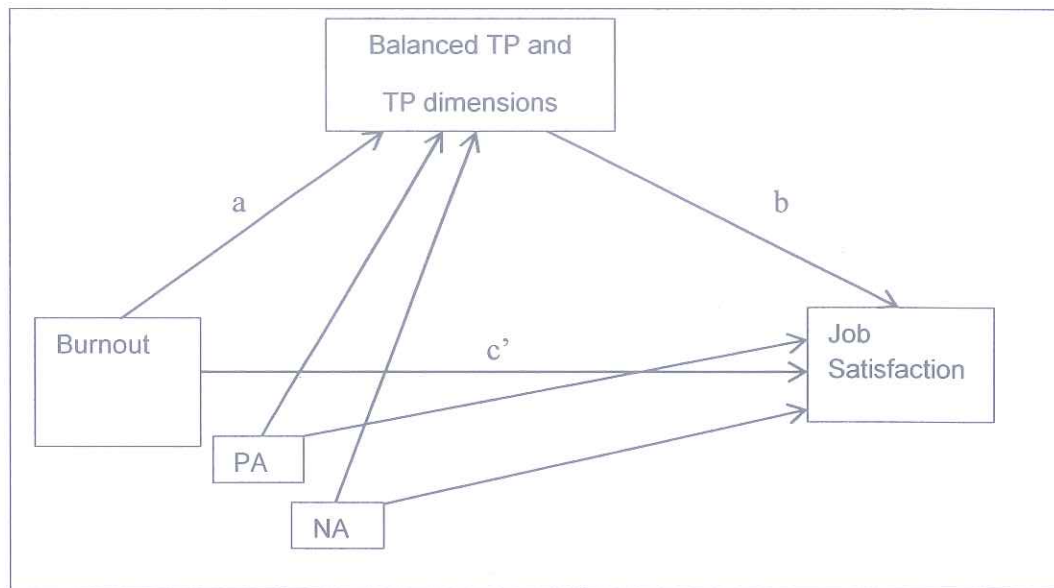 Balanced TP and
TP dimensions
a
b
Burnout
c’
Job
Satisfaction
PA
NA